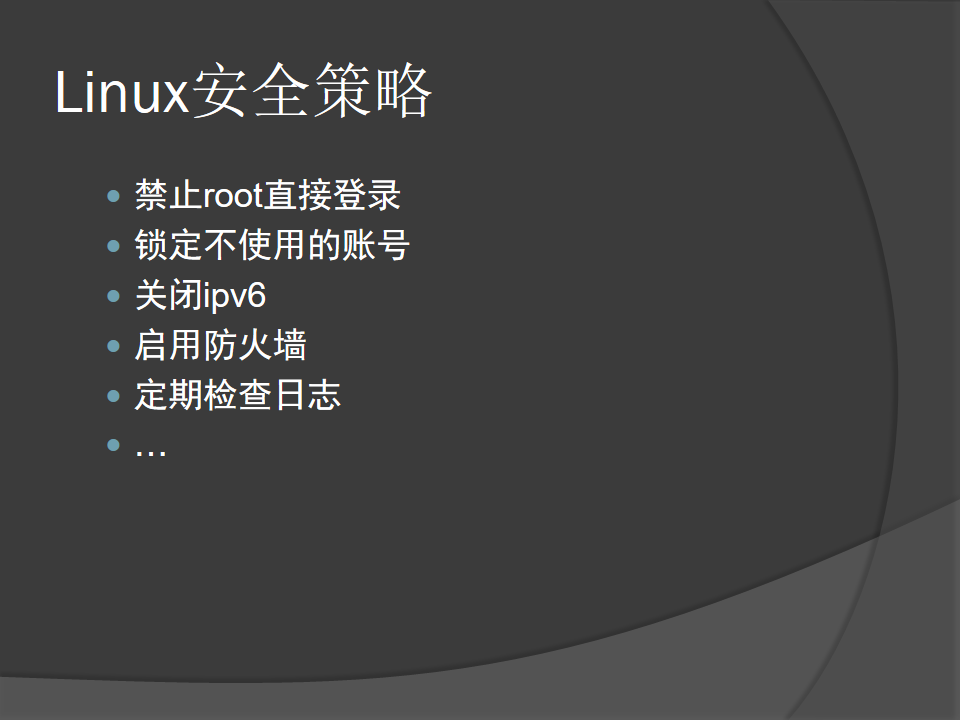 Linux安全策略
禁止root直接登录
锁定不使用的账号
关闭ipv6
启用防火墙
定期检查日志
…